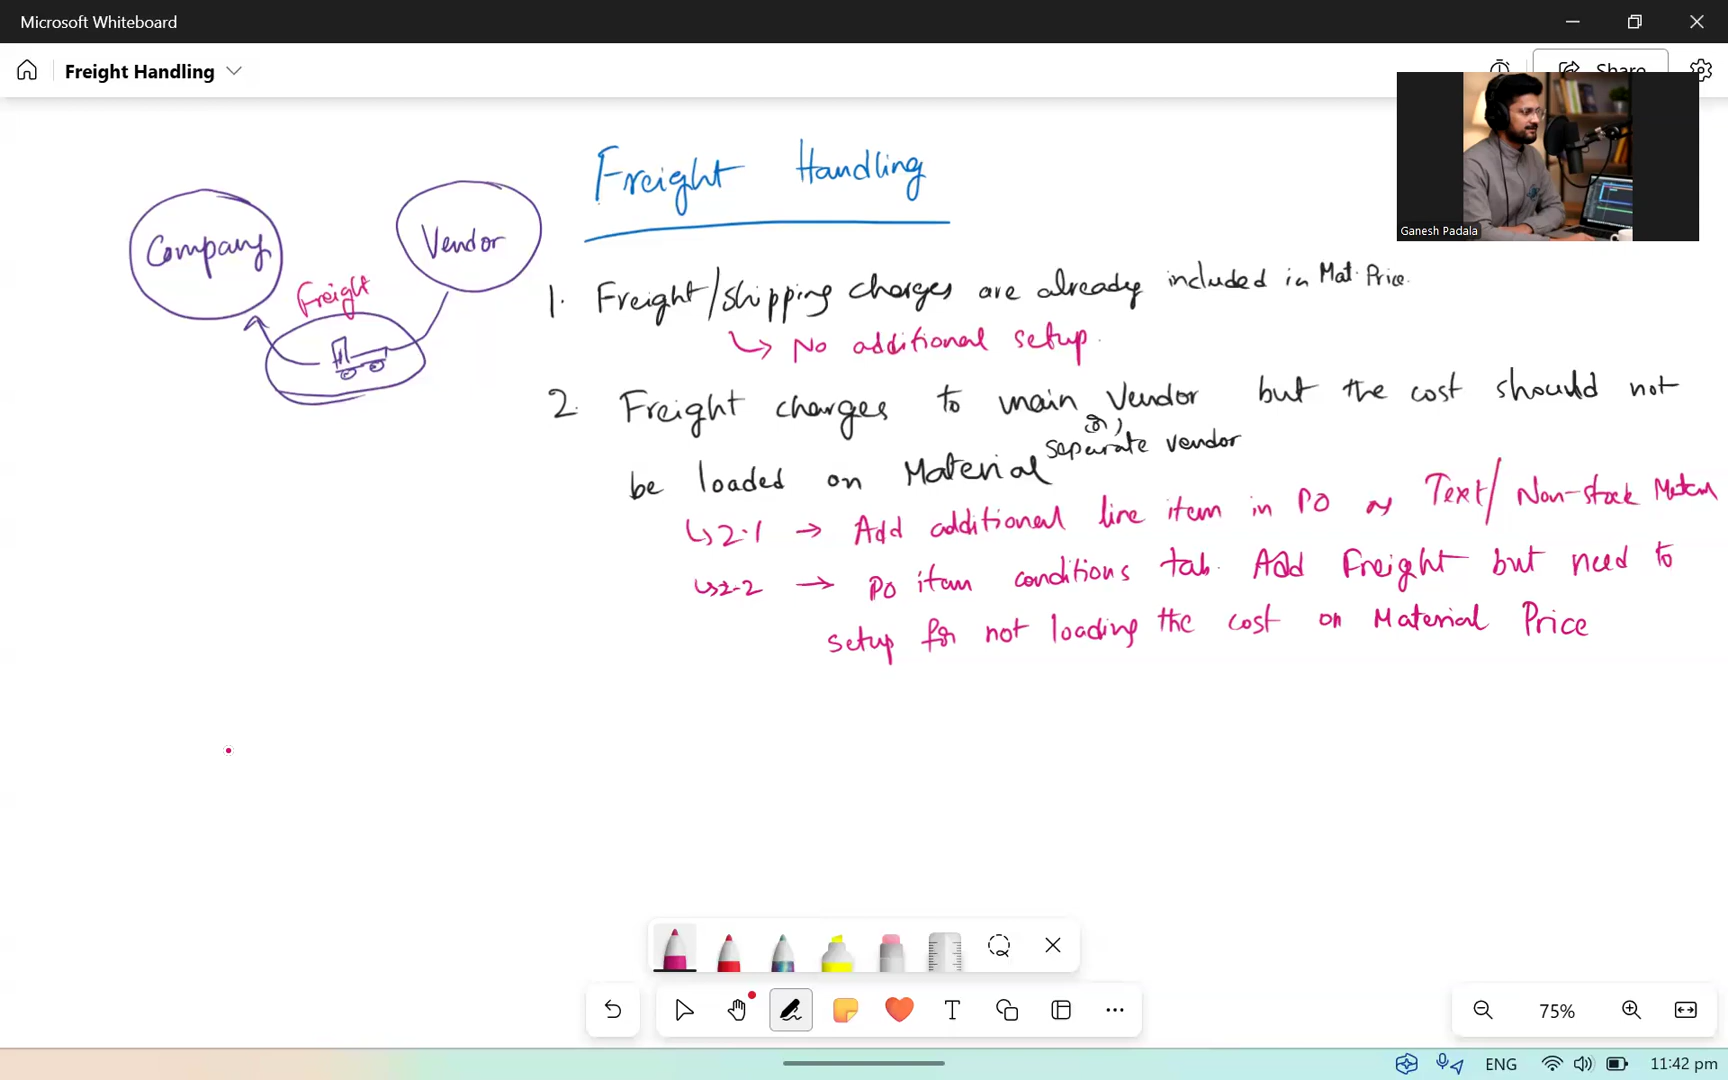 Microsoft Whiteboard
Freight Handling
Share
Ganesh Padala
Freight Handling
Company
Vendor
Freight
1. Freight/shipping charges are already included in Mat. Price.
↳ No additional setup.
2. Freight charges to main Vendor but the cost should not
(or)
separate vendor
be loaded on Material
↳ 2.1 → Add additional line item in PO Text/Non-stock Material
↳ 2.2 → PO item conditions tab. Add Freight but need to
setup for not loading the cost on Material Price
T
75%
ENG
11:42 pm